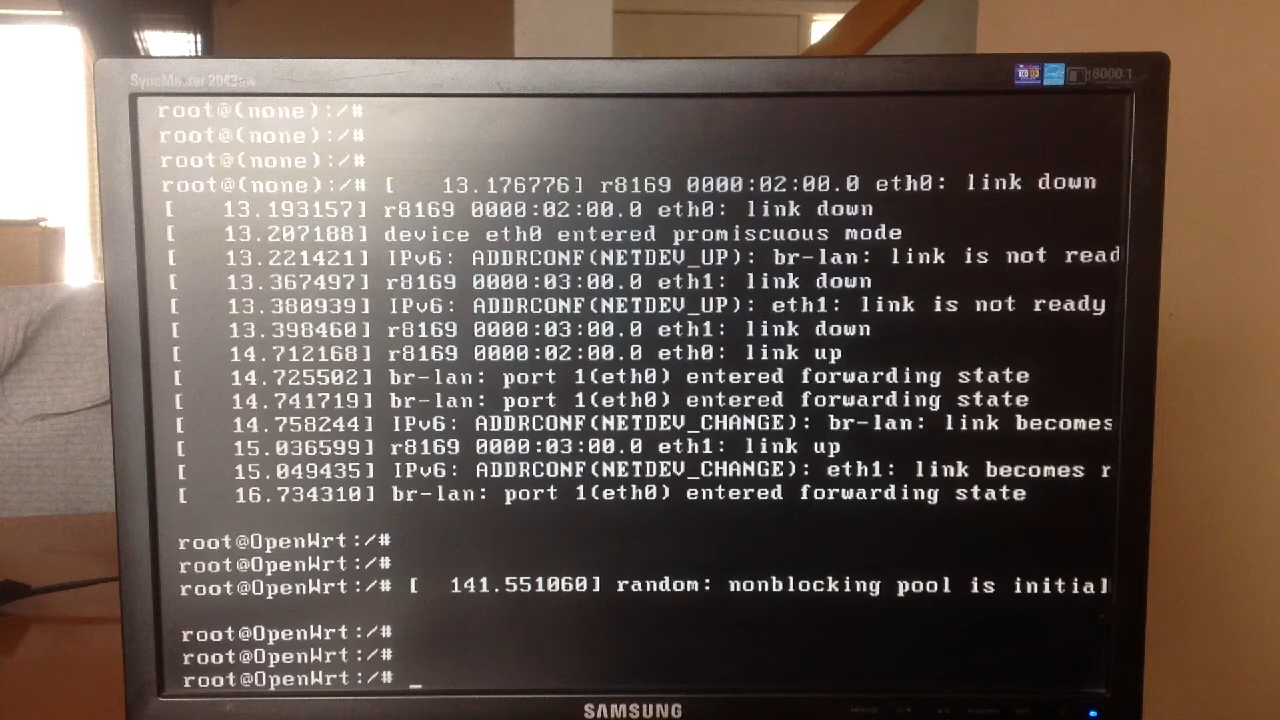 SyncMaster 2043sw
8000:1
root@(none):/#
root@(none):/#
root@(none):/#
root@(none):/# [   13.176776] r8169 0000:02:00.0 eth0: link down
[   13.193157] r8169 0000:02:00.0 eth0: link down
[   13.207188] device eth0 entered promiscuous mode
[   13.221421] IPv6: ADDRCONF(NETDEV_UP): br-lan: link is not read
[   13.367497] r8169 0000:03:00.0 eth1: link down
[   13.380939] IPv6: ADDRCONF(NETDEV_UP): eth1: link is not ready
[   13.398460] r8169 0000:03:00.0 eth1: link down
[   14.712168] r8169 0000:02:00.0 eth0: link up
[   14.725502] br-lan: port 1(eth0) entered forwarding state
[   14.741719] br-lan: port 1(eth0) entered forwarding state
[   14.758244] IPv6: ADDRCONF(NETDEV_CHANGE): br-lan: link becomes
[   15.036599] r8169 0000:03:00.0 eth1: link up
[   15.049435] IPv6: ADDRCONF(NETDEV_CHANGE): eth1: link becomes r
[   16.734310] br-lan: port 1(eth0) entered forwarding state
root@OpenWrt:/#
root@OpenWrt:/#
root@OpenWrt:/# [  141.551060] random: nonblocking pool is initial
root@OpenWrt:/#
root@OpenWrt:/#
root@OpenWrt:/# _
SAMSUNG